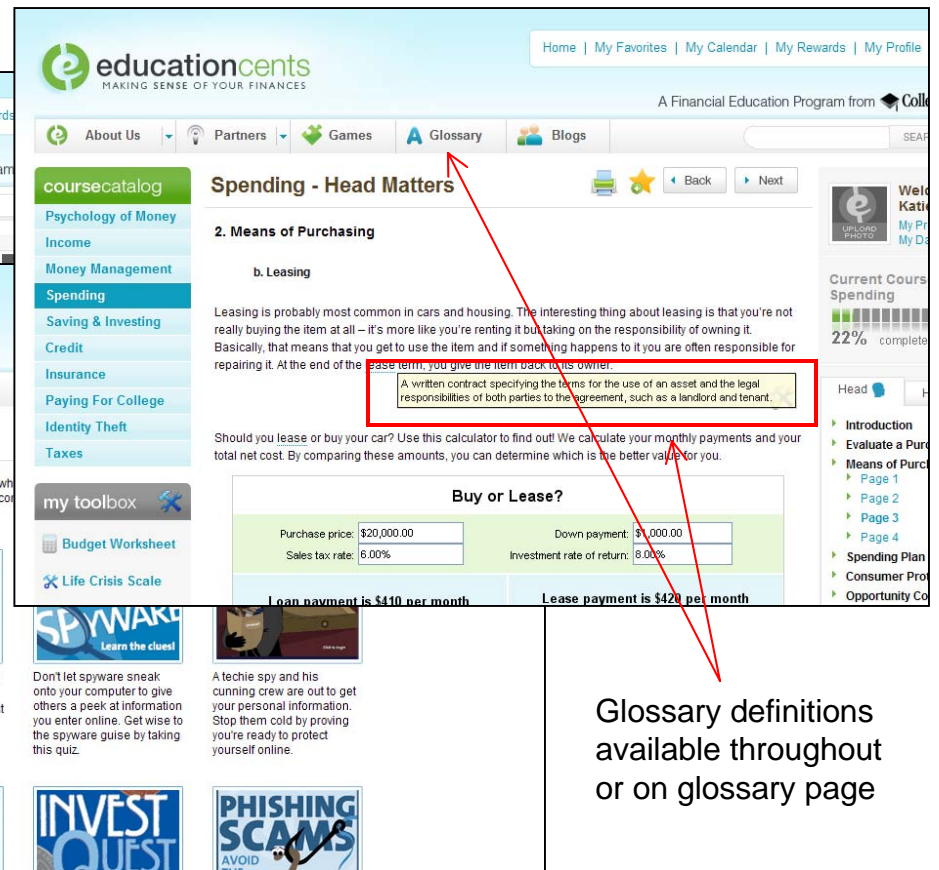 educationcents
MAKING SENSE OF YOUR FINANCES
Home | My Favorites | My Calendar | My Rewards | My Profile
A Financial Education Program from
About Us
Partners
Games
Glossary
Blogs
coursecatalog
Psychology of Money
Income
Money Management
Spending
Saving & Investing
Credit
Insurance
Paying For College
Identity Theft
Taxes
my toolbox
Budget Worksheet
Life Crisis Scale
Spending - Head Matters
Back
Next
2. Means of Purchasing
b. Leasing
Leasing is probably most common in cars and housing. The interesting thing about leasing is that you're not
really buying the item at all – it's more like you're renting it but taking on the responsibility of owning it.
Basically, that means that you get to use the item and if something happens to it you are often responsible for
repairing it. At the end of the lease term, you give the item back to its owner.
A written contract specifying the terms for the use of an asset and the legal
responsibilities of both parties to the agreement, such as a landlord and tenant.
Should you lease or buy your car? Use this calculator to find out! We calculate your monthly payments and your
total net cost. By comparing these amounts, you can determine which is the better value for you.
Buy or Lease?
Purchase price: $20,000.00
Down payment: $1,000.00
Sales tax rate: 6.00%
Investment rate of return: 8.00%
Loan payment is $410 per month
Lease payment is $420 per month
UPLOAD
PHOTO
Current
Spending
22% complete
Head
Introduction
Evaluate a
Means of
Page 1
Page 2
Page 3
Page 4
Spending Plan
Consumer
Opportunity
SPYWARE
Learn the clues!
Click to login
Don't let spyware sneak
onto your computer to give
others a peek at information
you enter online. Get wise to
the spyware guise by taking
this quiz.
A techie spy and his
cunning crew are out to get
your personal information.
Stop them cold by proving
you're ready to protect
yourself online.
INVEST
QUEST
PHISHING
SCAMS
AVOID
Glossary definitions
available throughout
or on glossary page